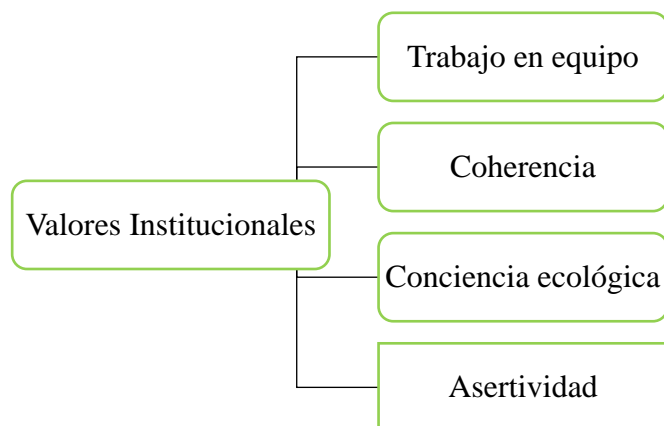 Trabajo en equipo
Coherencia
Valores Institucionales
Conciencia ecológica
Asertividad